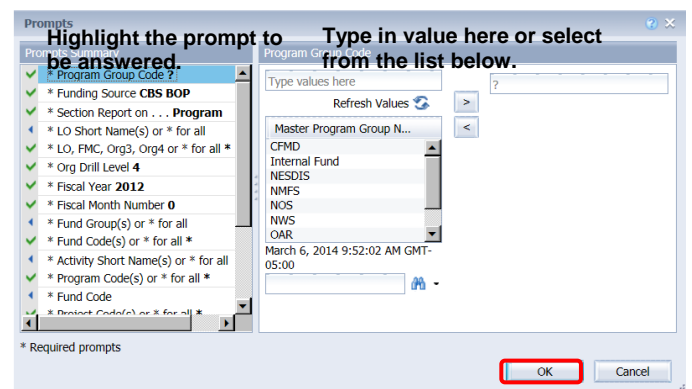 Prompts
Highlight the prompt to be answered.
Type in value here or select from the list below.
Prompts Summary
* Program Group Code ?
* Funding Source CBS BOP
* Section Report on . . . Program
* LO Short Name(s) or * for all
* LO, FMC, Org3, Org4 or * for all *
* Org Drill Level 4
* Fiscal Year 2012
* Fiscal Month Number 0
* Fund Group(s) or * for all
* Fund Code(s) or * for all *
* Activity Short Name(s) or * for all
* Program Code(s) or * for all *
* Fund Code
* Project Code(s) or * for all *
Program Group Code
Type values here
Refresh Values
Master Program Group N...
CFMD
Internal Fund
NESDIS
NMFS
NOS
NWS
OAR
March 6, 2014 9:52:02 AM GMT-
05:00
>
<
?
* Required prompts
OK
Cancel